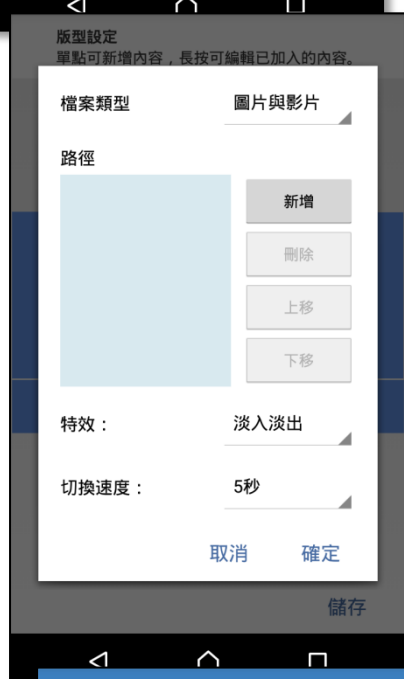 版型設定
單點可新增內容，長按可編輯已加入的內容。
檔案類型 圖片與影片
路徑
新增
刪除
上移
下移
特效： 淡入淡出
切換速度： 5秒
取消 確定
儲存